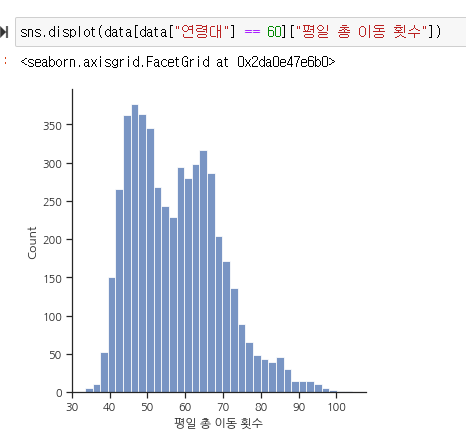 sns.displot(data[data["연령대"] == 60]["평일 총 이동 횟수"])
<seaborn.axisgrid.FacetGrid at 0x2da0e47e6b0>
350
300
250
200
150
100
50
0
Count
30 40 50 60 70 80 90 100
평일 총 이동 횟수